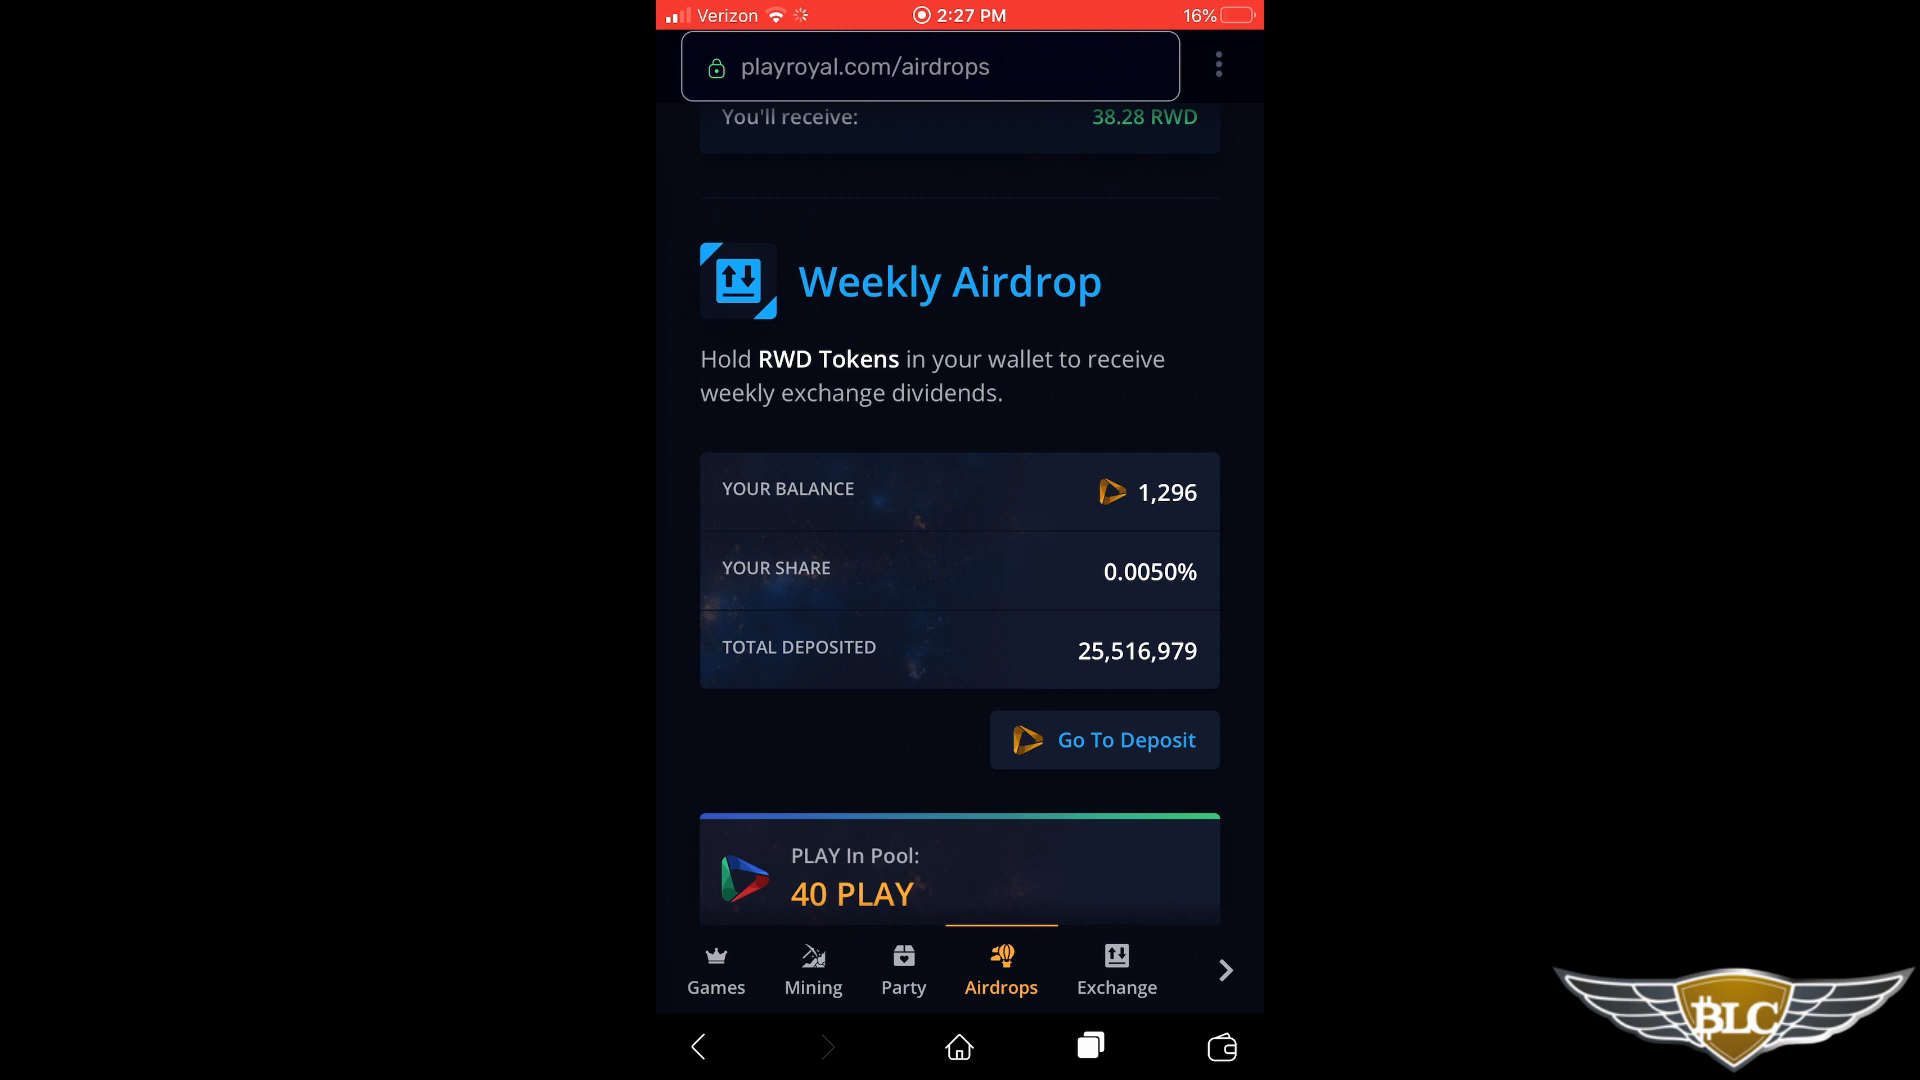 Verizon 2:27 PM 16%
playroyal.com/airdrops
You'll receive: 38.28 RWD
Weekly Airdrop
Hold RWD Tokens in your wallet to receive
weekly exchange dividends.
YOUR BALANCE 1,296
YOUR SHARE 0.0050%
TOTAL DEPOSITED 25,516,979
Go To Deposit
PLAY In Pool:
40 PLAY
Games Mining Party Airdrops Exchange
BLC